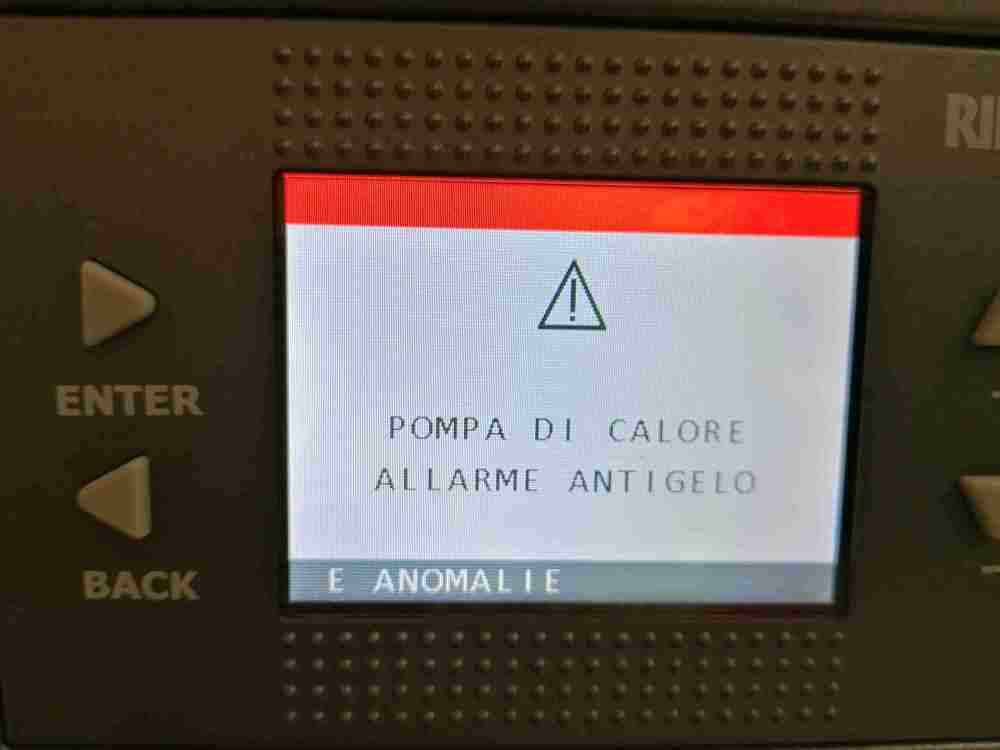 ENTER
BACK
POMPA DI CALORE
ALLARME ANTIGELO
E ANOMALIE